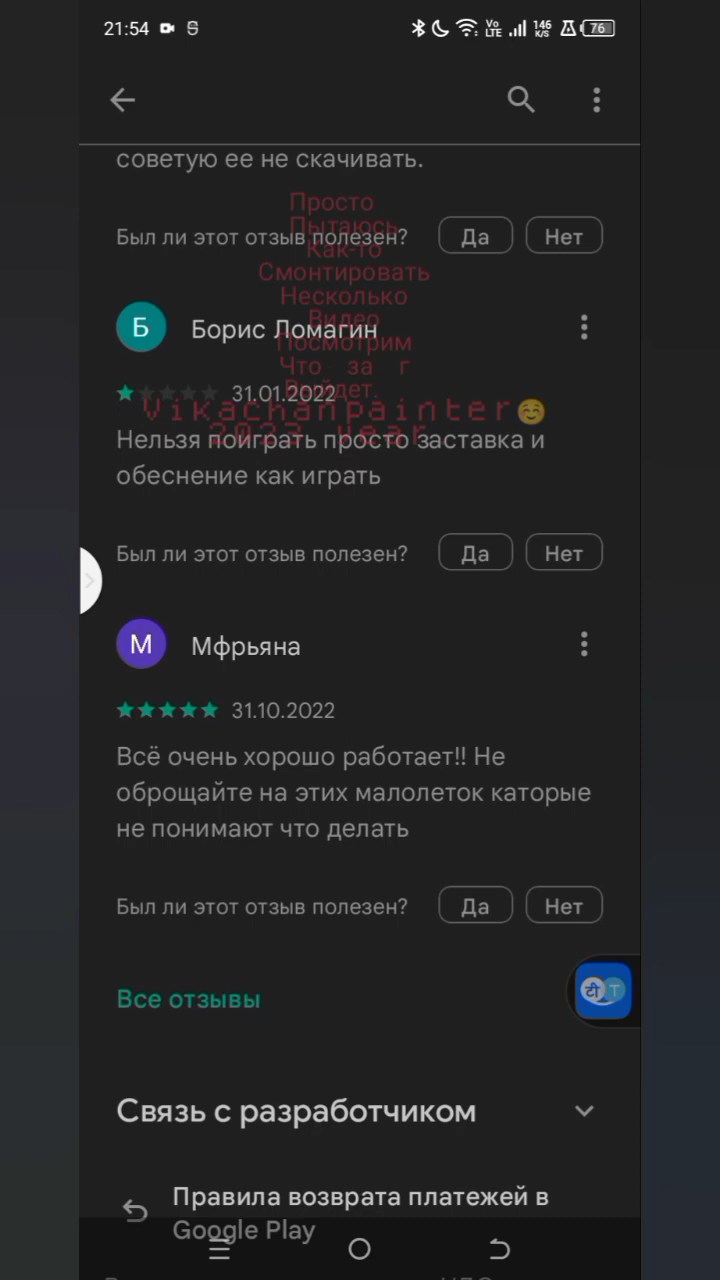 21:54
Vo
LTE
146
K/S
76
советую ее не скачивать.
Просто
Пытаюсь
Как-то
Смонтировать
Несколько
Видео
Посмотрим
Что за г
Выйдет.
Vikachanpainter☺️
2023 year
Был ли этот отзыв полезен? Да Нет
Б Борис Ломагин
31.01.2022
Нельзя поиграть просто заставка и
обеснение как играть
Был ли этот отзыв полезен? Да Нет
М Мфрьяна
31.10.2022
Всё очень хорошо работает!! Не
оброщайте на этих малолеток каторые
не понимают что делать
Был ли этот отзыв полезен? Да Нет
Все отзывы
टी T
Связь с разработчиком
Правила возврата платежей в
Google Play